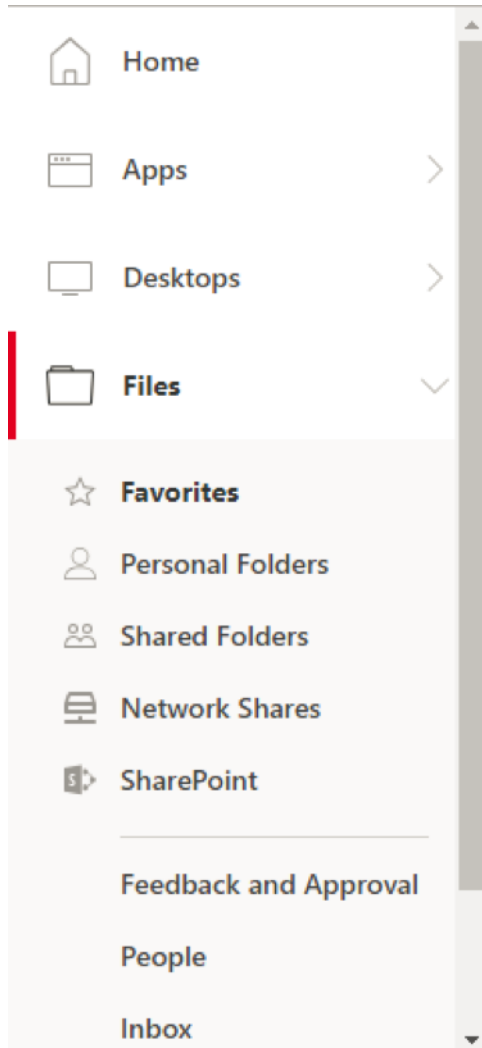 Home
Apps
Desktops
Files
Favorites
Personal Folders
Shared Folders
Network Shares
S
SharePoint
Feedback and Approval
People
Inbox